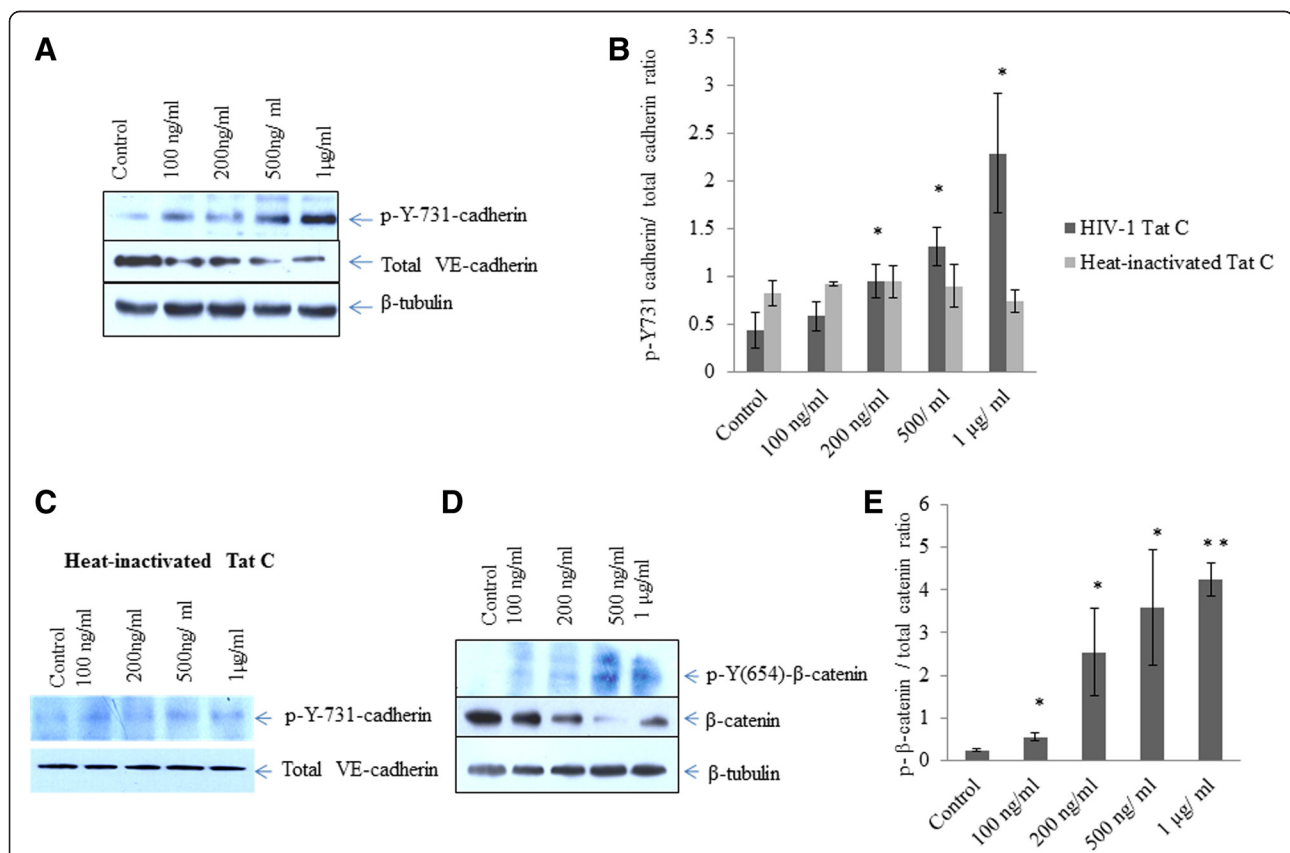 A
Control
100 ng/ml
200ng/ml
500ng/ ml
1µg/ml
p-Y-731-cadherin
Total VE-cadherin
β-tubulin
B
p-Y731 cadherin/ total cadherin ratio
3.5
3
2.5
2
1.5
1
0.5
0
*
*
*
Control
100 ng/ml
200 ng/ml
500/ ml
1 µg/ ml
HIV-1 Tat C
Heat-inactivated Tat C
C
Heat-inactivated Tat C
Control
100 ng/ml
200ng/ml
500ng/ ml
1µg/ml
p-Y-731-cadherin
Total VE-cadherin
D
Control
100 ng/ml
200 ng/ml
500 ng/ml
1 µg/ml
p-Y(654)-β-catenin
β-catenin
β-tubulin
E
p- β-catenin / total catenin ratio
6
5
4
3
2
1
0
*
*
*
**
Control
100 ng/ml
200 ng/ml
500 ng/ ml
1 µg/ ml